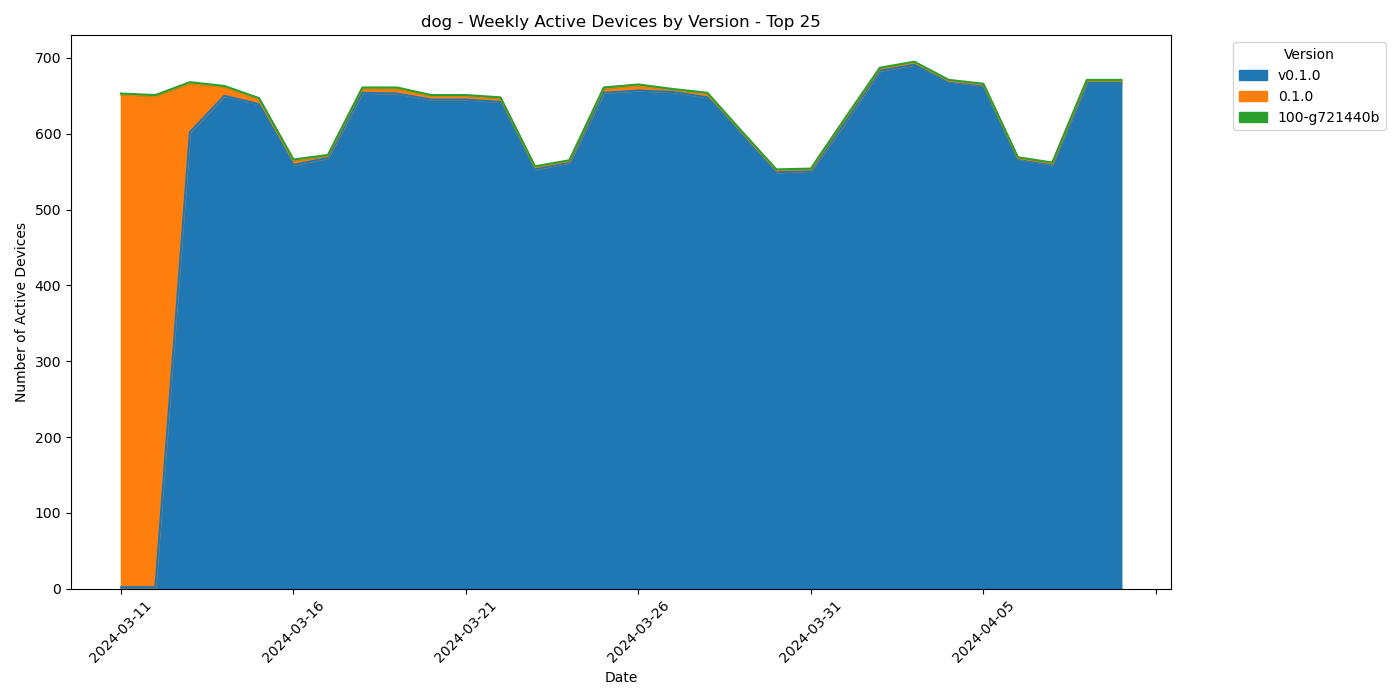 dog - Weekly Active Devices by Version - Top 25
Version
v0.1.0
0.1.0
100-g721440b
Number of Active Devices
700
600
500
400
300
200
100
0
2024-03-11
2024-03-16
2024-03-21
2024-03-26
2024-03-31
2024-04-05
Date